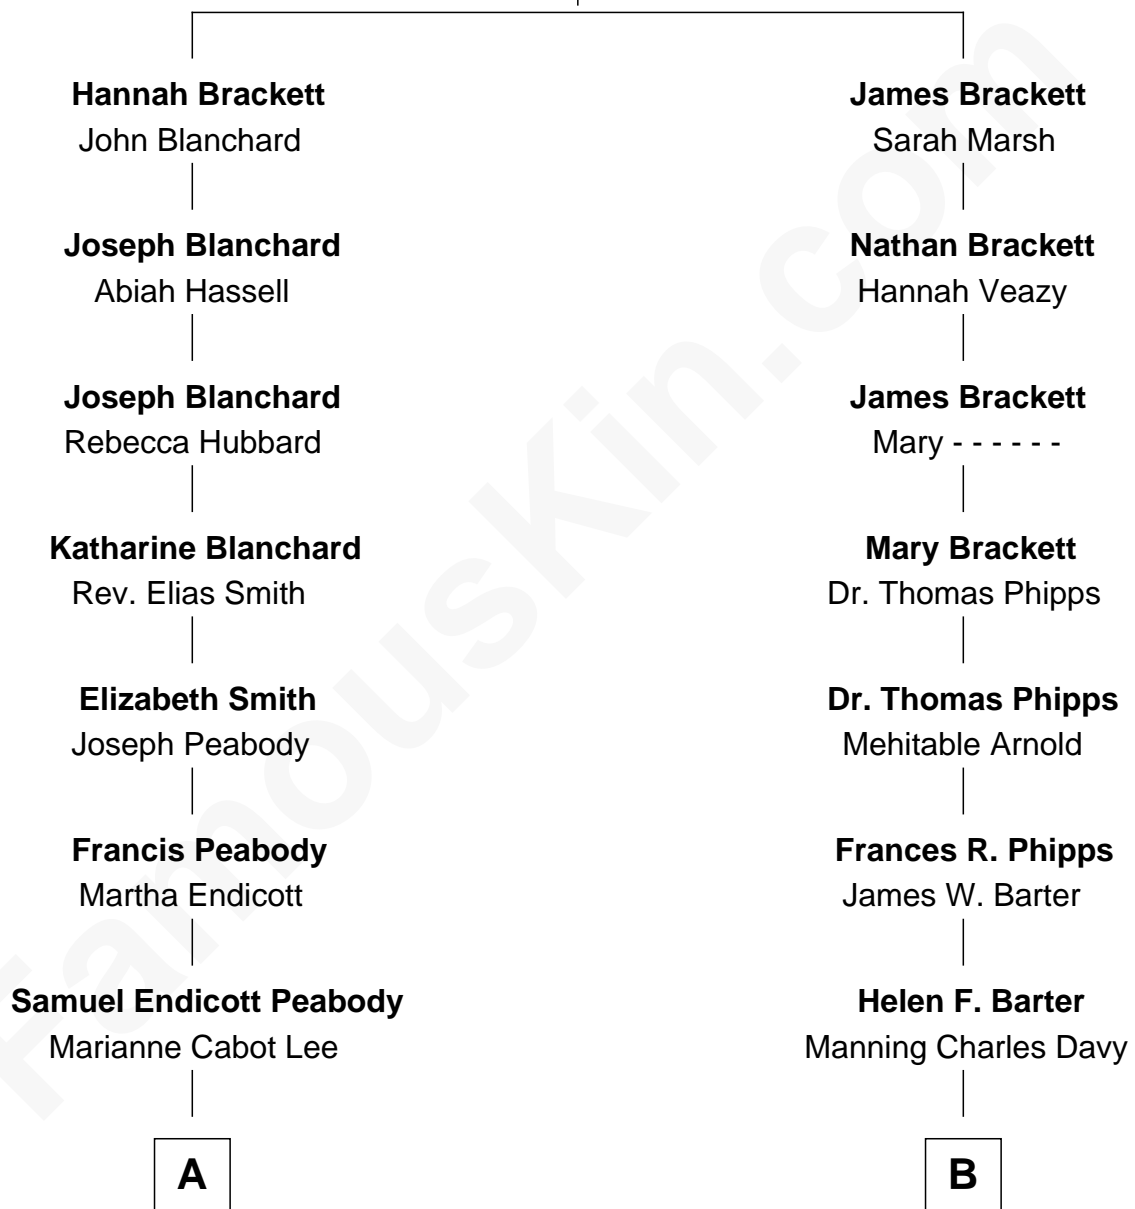 Hannah Brackett
John Blanchard
James Brackett
Sarah Marsh
Joseph Blanchard
Abiah Hassell
Nathan Brackett
Hannah Veazy
Joseph Blanchard
Rebecca Hubbard
James Brackett
Mary - - - - - -
Katharine Blanchard
Rev. Elias Smith
Mary Brackett
Dr. Thomas Phipps
Elizabeth Smith
Joseph Peabody
Dr. Thomas Phipps
Mehitable Arnold
Francis Peabody
Martha Endicott
Frances R. Phipps
James W. Barter
Samuel Endicott Peabody
Marianne Cabot Lee
Helen F. Barter
Manning Charles Davy
A
B
FamousKin.com